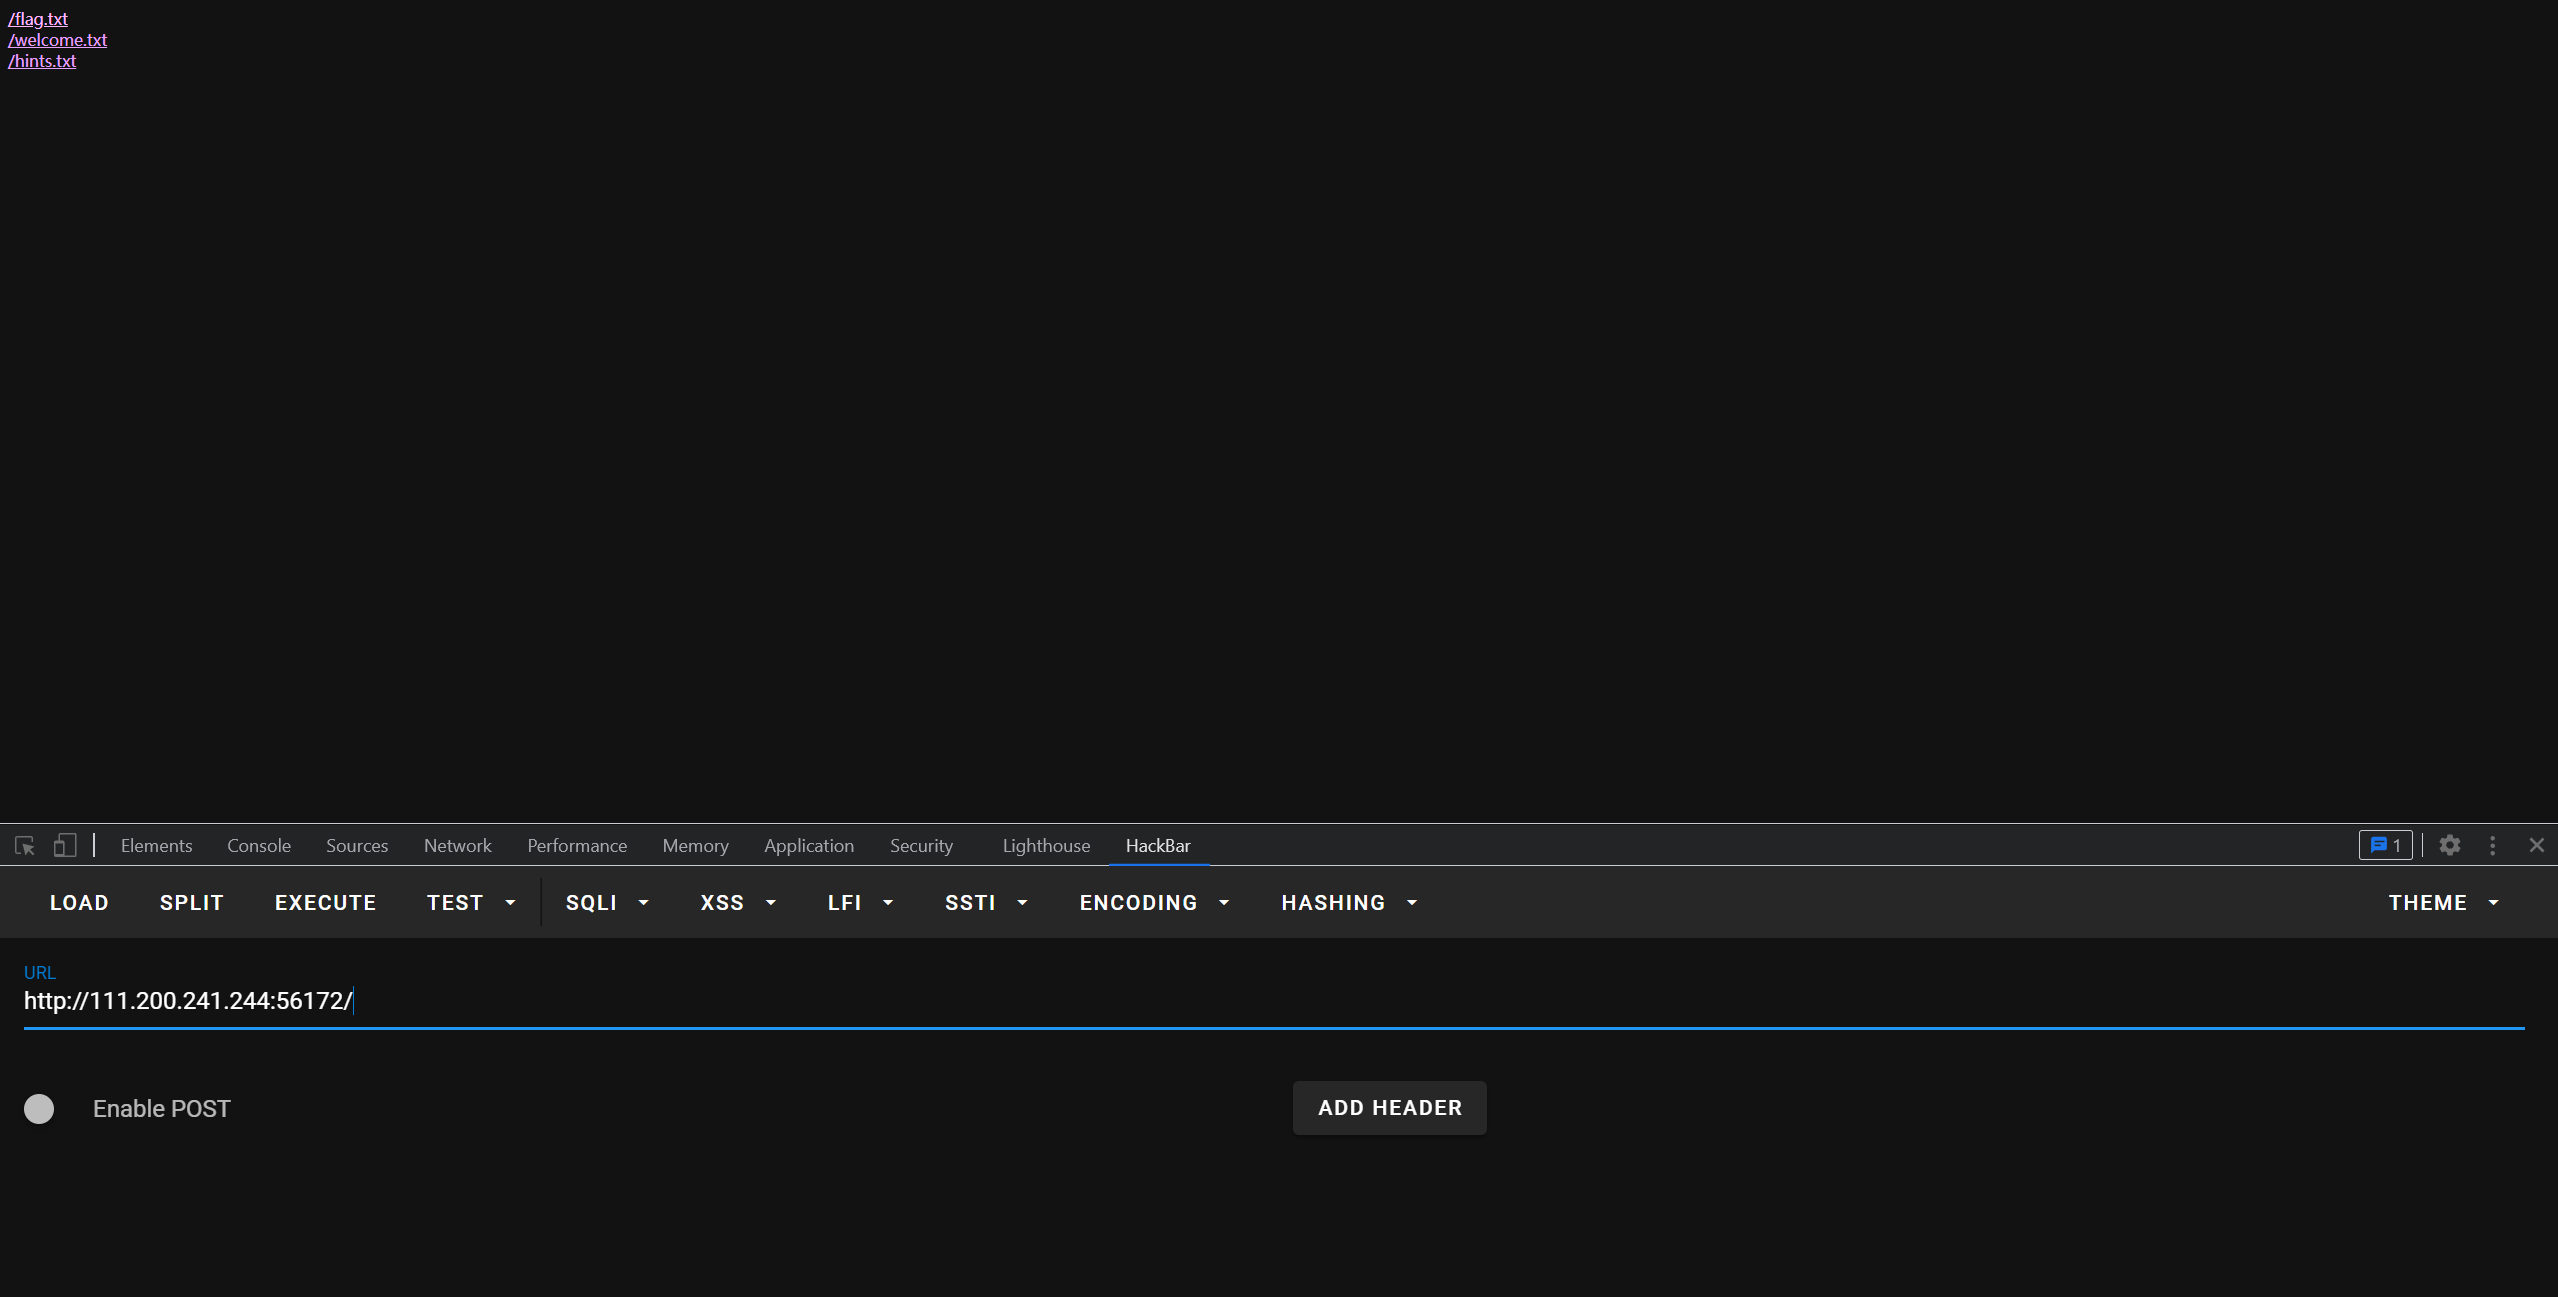 /flag.txt
/welcome.txt
/hints.txt
Elements Console Sources Network Performance Memory Application Security Lighthouse HackBar 1
LOAD SPLIT EXECUTE TEST SQLI XSS LFI SSTI ENCODING HASHING THEME
URL
http://111.200.241.244:56172/
Enable POST ADD HEADER